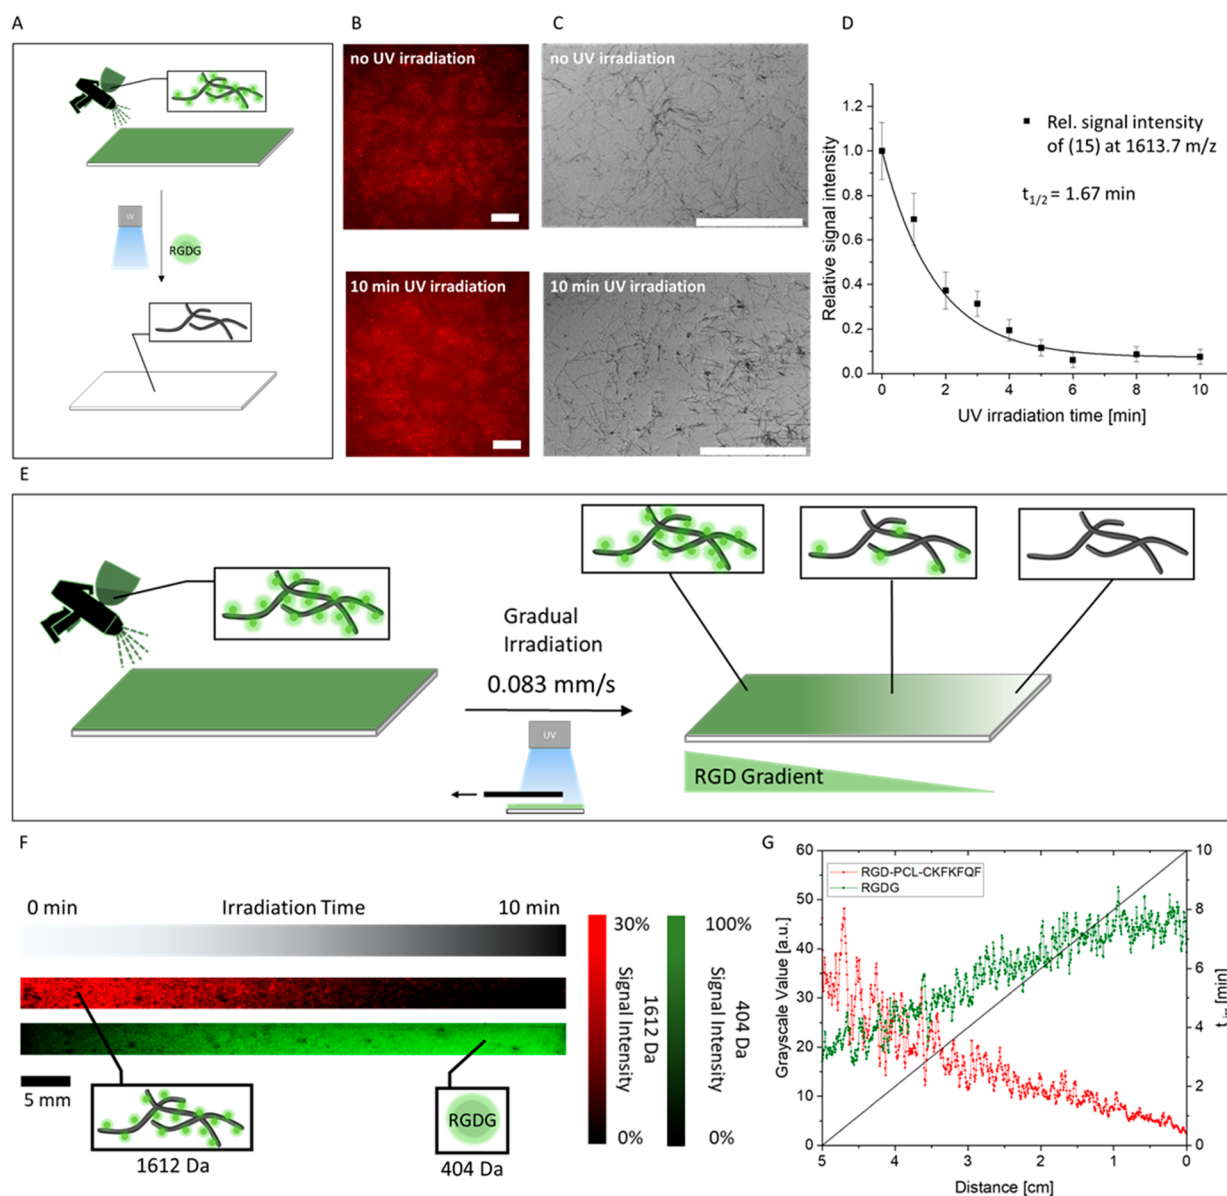 A
RGDG
B
no UV irradiation
10 min UV irradiation
C
no UV irradiation
10 min UV irradiation
D
Relative signal intensity
1.2
1.0
0.8
0.6
0.4
0.2
0.0
Rel. signal intensity
of (15) at 1613.7 m/z
t1/2 = 1.67 min
0 2 4 6 8 10
UV irradiation time [min]
E
Gradual
Irradiation
0.083 mm/s
UV
RGD Gradient
F
0 min Irradiation Time 10 min
5 mm
1612 Da
RGDG
404 Da
30%
Signal Intensity
1612 Da
0%
100%
Signal Intensity
404 Da
0%
G
Grayscale Value [a.u.]
60
50
40
30
20
10
0
RGD-PCL-CKFKFQF
RGDG
10
8
6
4
2
0
[min]
5 4 3 2 1 0
Distance [cm]